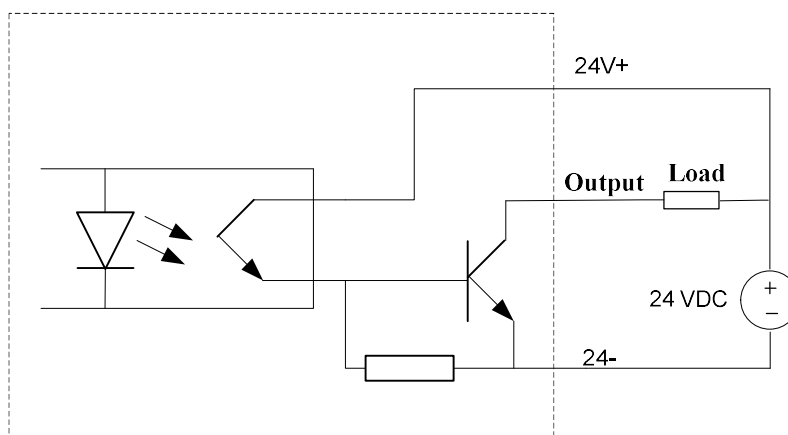 24V+
Output
Load
+
24 VDC
−
24-